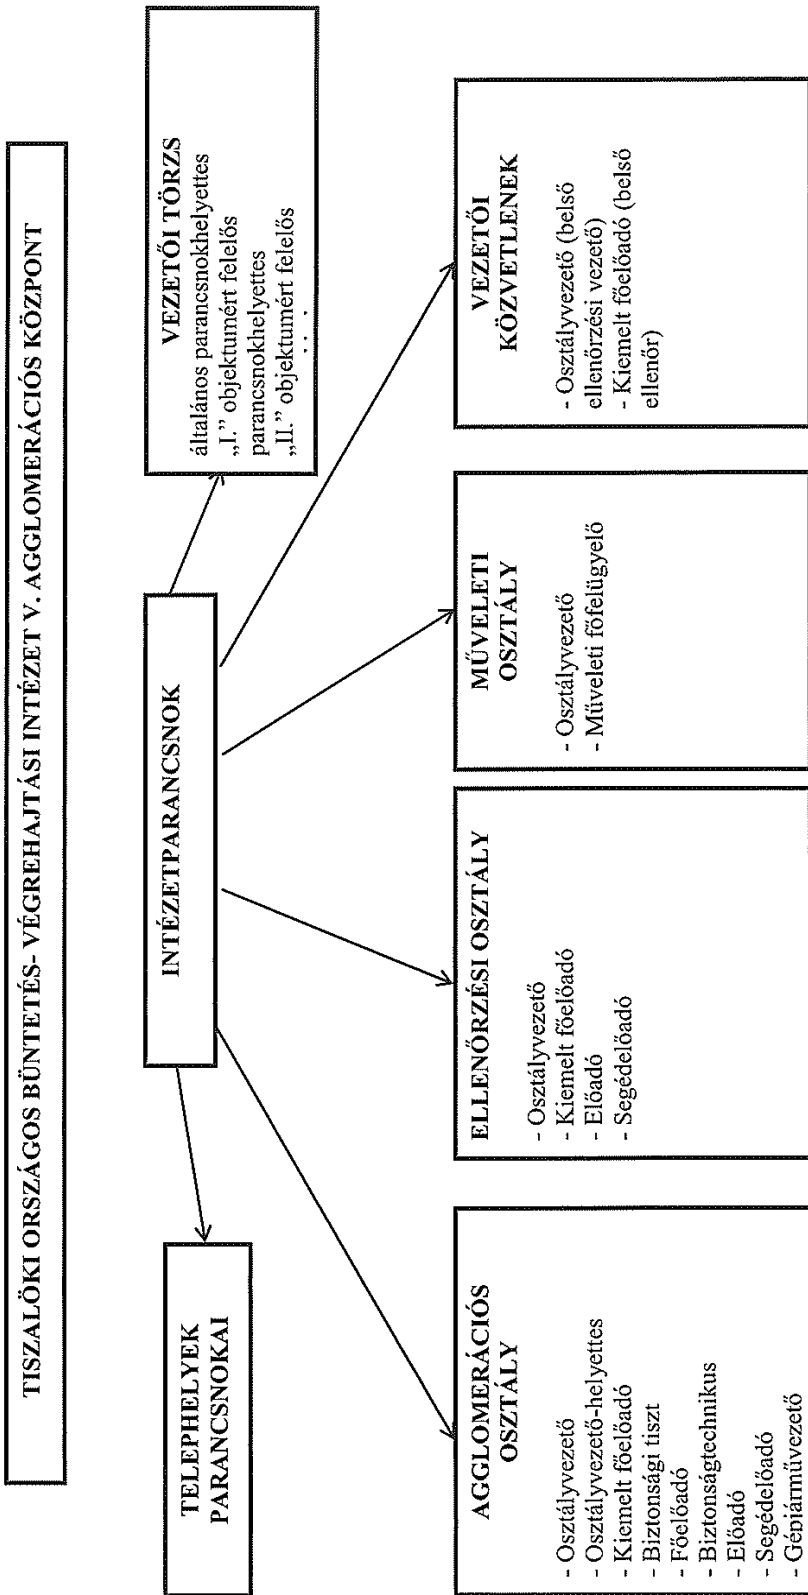 TISZALÖKI ORSZÁGOS BÜNTETÉS- VÉGREHAJTÁSI INTÉZET V. AGGLOMERÁCIÓS KÖZPONT
TELEPHELYEK
PARANCSNOKAI
INTÉZETPARANCSNOK
VEZETŐI TÖRZS
általános parancsnokhelyettes
„I.” objektumért felelős
parancsnokhelyettes
„II.” objektumért felelős
AGGLOMERÁCIÓS
OSZTÁLY
- Osztályvezető
- Osztályvezető-helyettes
- Kiemelt főelőadó
- Biztonsági tiszt
- Főelőadó
- Biztonságtechnikus
- Előadó
- Segédelőadó
- Gépjárművezető
ELLENŐRZÉSI OSZTÁLY
- Osztályvezető
- Kiemelt főelőadó
- Előadó
- Segédelőadó
MŰVELETI
OSZTÁLY
- Osztályvezető
- Műveleti főfelügyelő
VEZETŐI
KÖZVETLENEK
- Osztályvezető (belső
ellenőrzési vezető)
- Kiemelt főelőadó (belső
ellenőr)